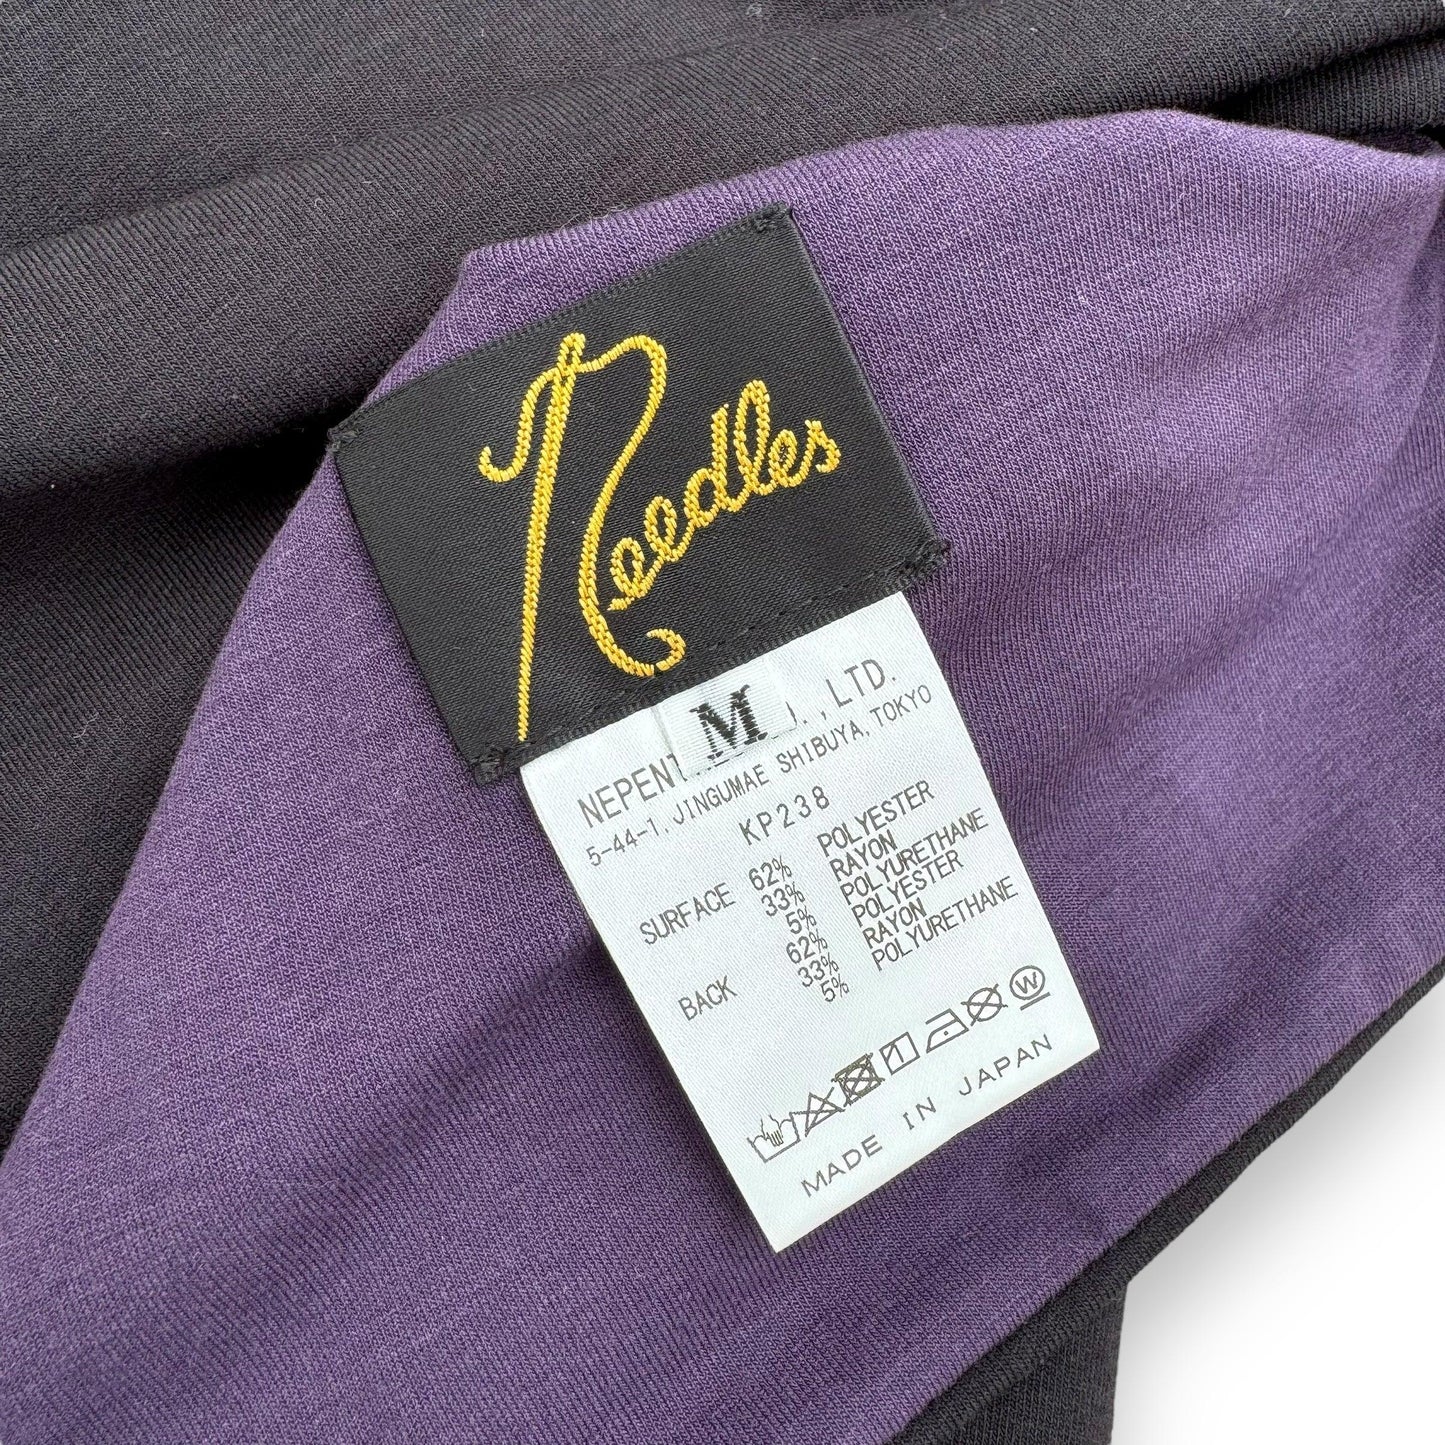 Needles
M
NEPENT . , LTD.
5-44-1, JINGUMAE SHIBUYA, TOKYO
KP238
SURFACE 62% POLYESTER
33% RAYON
5% POLYURETHANE
BACK 62% POLYESTER
33% RAYON
5% POLYURETHANE
W
MADE IN JAPAN